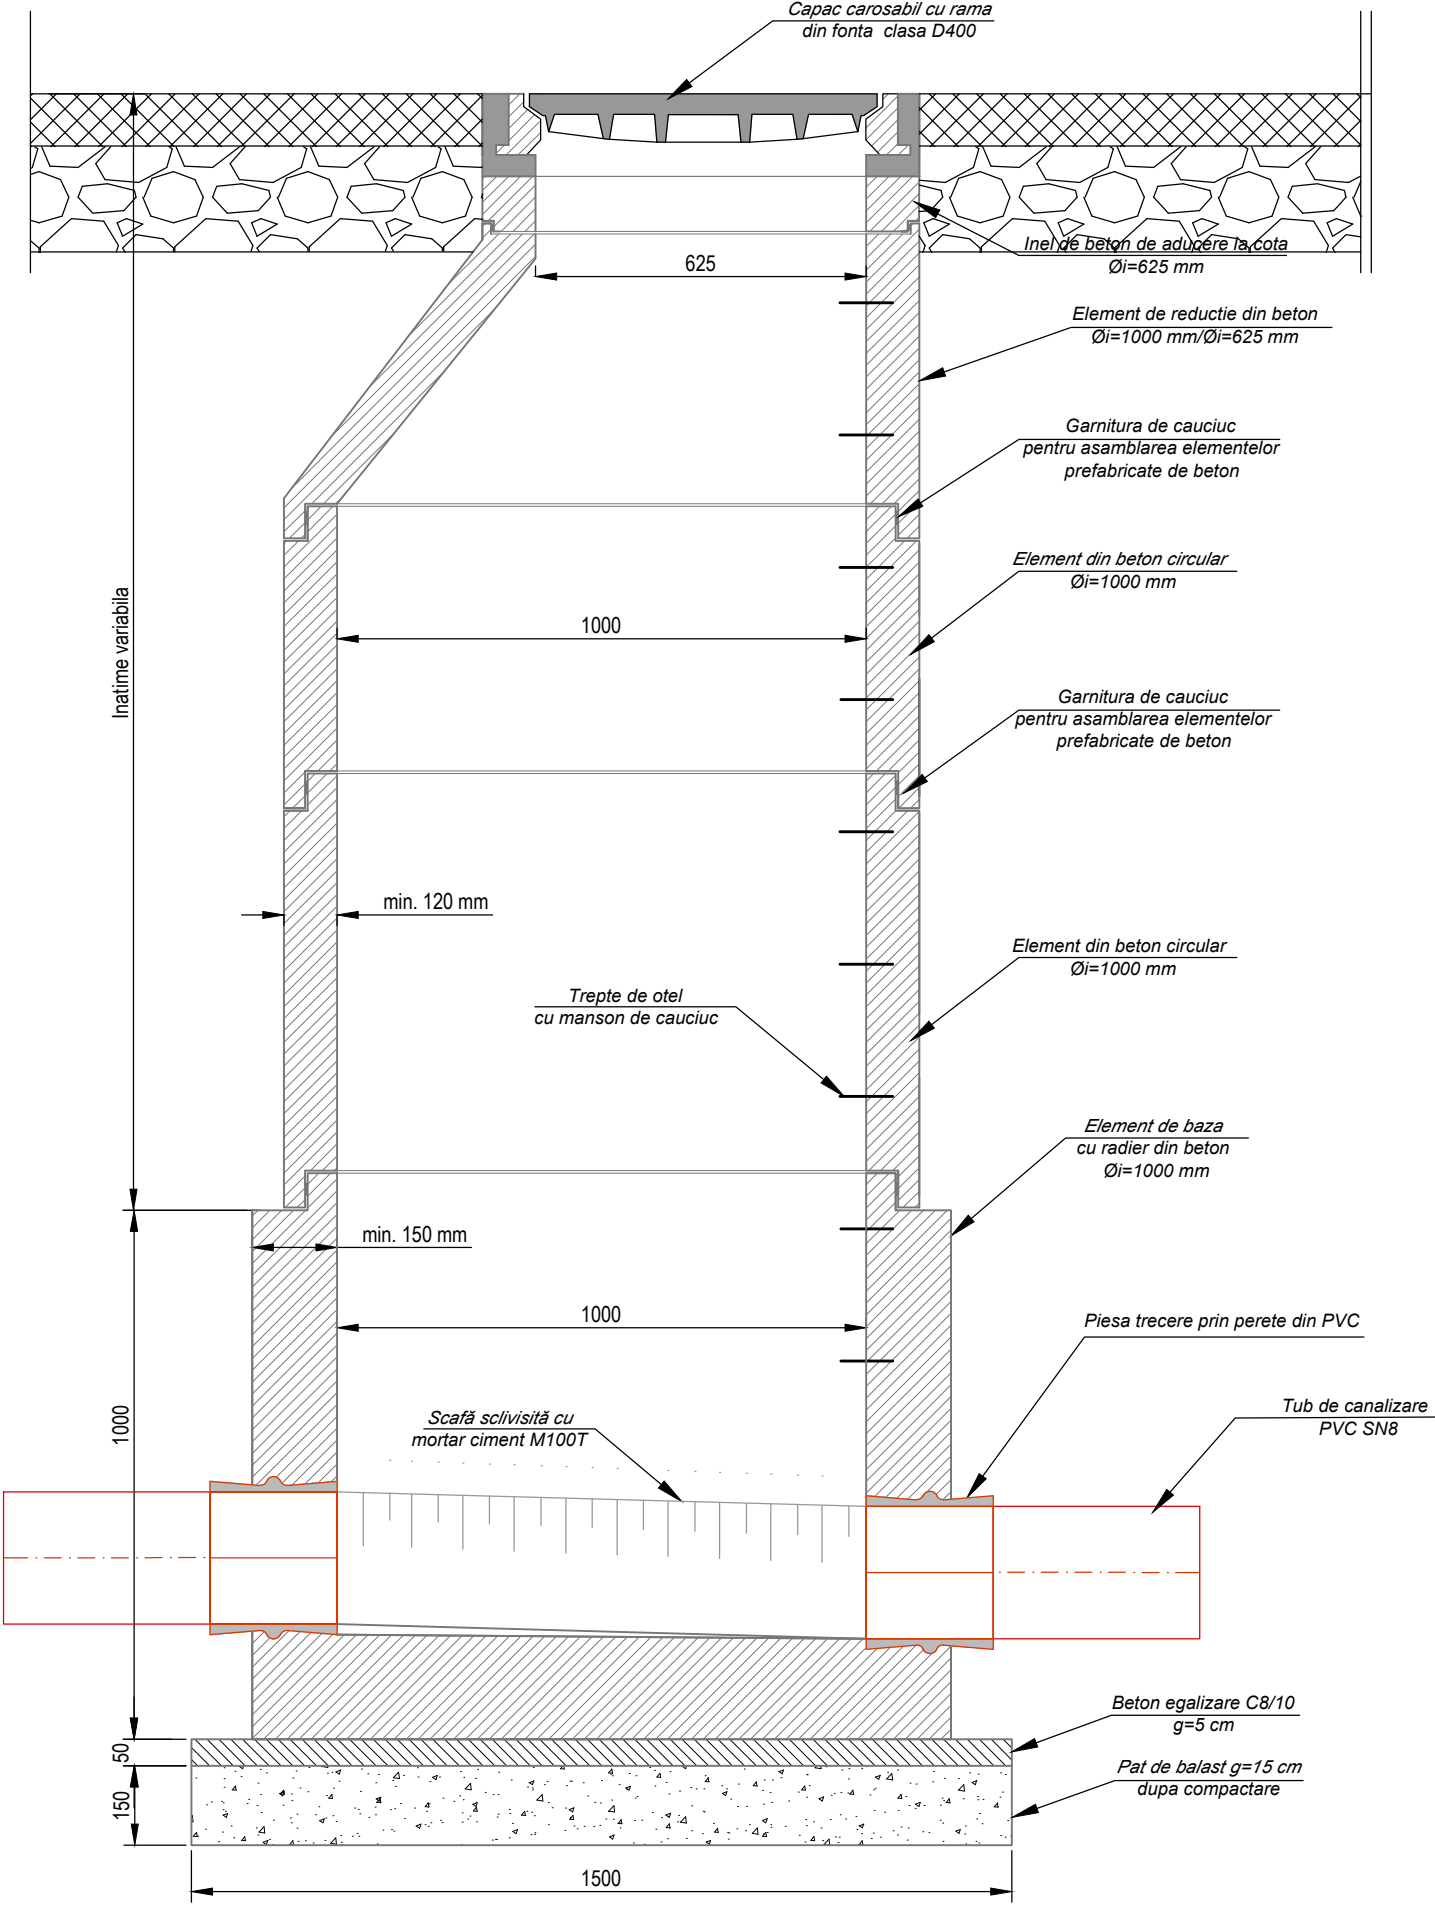 Capac carosabil cu rama
din fonta clasa D400
Inel de beton de aducere la cota
Øi=625 mm
625
Element de reductie din beton
Øi=1000 mm/Øi=625 mm
Garnitura de cauciuc
pentru asamblarea elementelor
prefabricate de beton
Element din beton circular
Øi=1000 mm
Inatime variabila
1000
Garnitura de cauciuc
pentru asamblarea elementelor
prefabricate de beton
min. 120 mm
Element din beton circular
Øi=1000 mm
Trepte de otel
cu manson de cauciuc
Element de baza
cu radier din beton
Øi=1000 mm
min. 150 mm
1000
Piesa trecere prin perete din PVC
Tub de canalizare
PVC SN8
1000
Scafă sclivisită cu
mortar ciment M100T
Beton egalizare C8/10
g=5 cm
50
Pat de balast g=15 cm
dupa compactare
150
1500